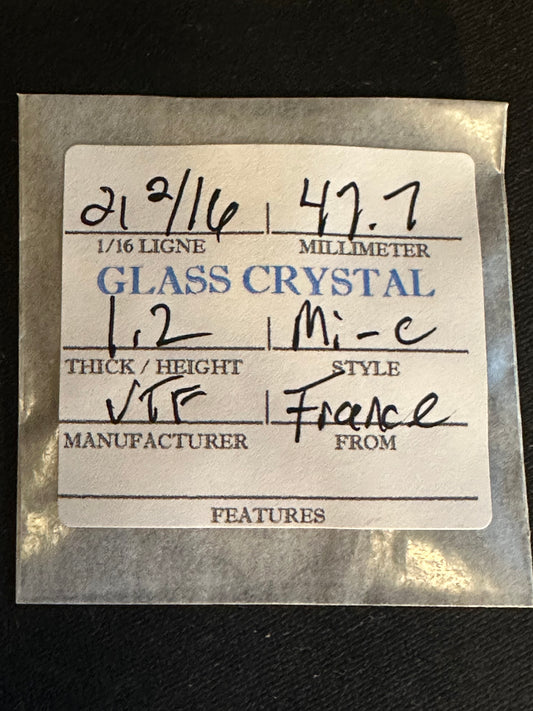 21 2/16 | 47.7
1/16 LIGNE MILLIMETER
GLASS CRYSTAL
1.2 | Mi-c
THICK / HEIGHT STYLE
VTF | France
MANUFACTURER FROM
FEATURES